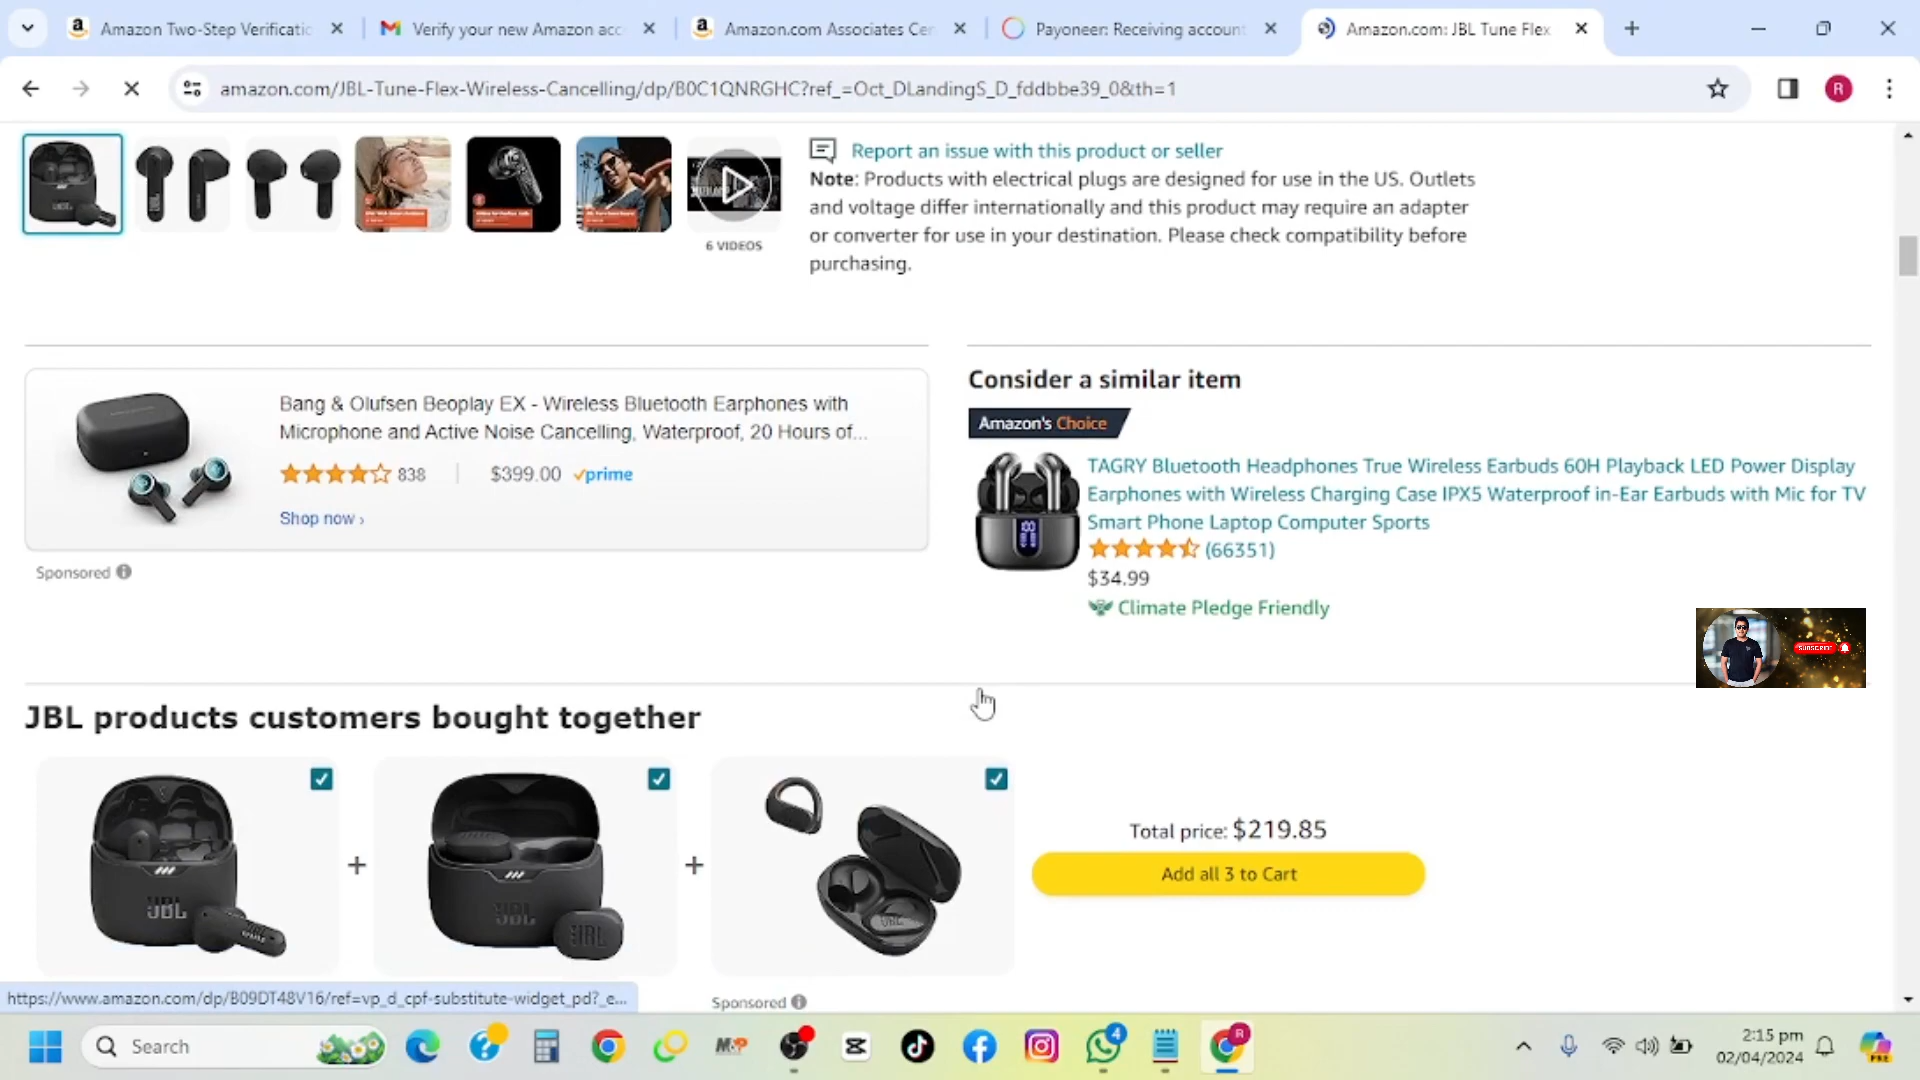 Amazon Two-Step Verificatio
Verify your new Amazon acc
Amazon.com Associates Cen
Payoneer: Receiving account
Amazon.com: JBL Tune Flex
amazon.com/JBL-Tune-Flex-Wireless-Cancelling/dp/B0C1QNRGHC?ref_=Oct_DLandingS_D_fddbbe39_0&th=1
R
6 VIDEOS
Report an issue with this product or seller
Note: Products with electrical plugs are designed for use in the US. Outlets
and voltage differ internationally and this product may require an adapter
or converter for use in your destination. Please check compatibility before
purchasing.
Bang & Olufsen Beoplay EX - Wireless Bluetooth Earphones with
Microphone and Active Noise Cancelling, Waterproof, 20 Hours of...
838 $399.00 prime
Shop now ›
Sponsored
Consider a similar item
Amazon's Choice
TAGRY Bluetooth Headphones True Wireless Earbuds 60H Playback LED Power Display
Earphones with Wireless Charging Case IPX5 Waterproof in-Ear Earbuds with Mic for TV
Smart Phone Laptop Computer Sports
(66351)
$34.99
Climate Pledge Friendly
SUBSCRIBE
JBL products customers bought together
JBL
JBL
JBL
JBL
+
+
Total price: $219.85
Add all 3 to Cart
Sponsored
https://www.amazon.com/dp/B09DT48V16/ref=vp_d_cpf-substitute-widget_pd?_e...
Search
4
R
2:15 pm
02/04/2024
PRE